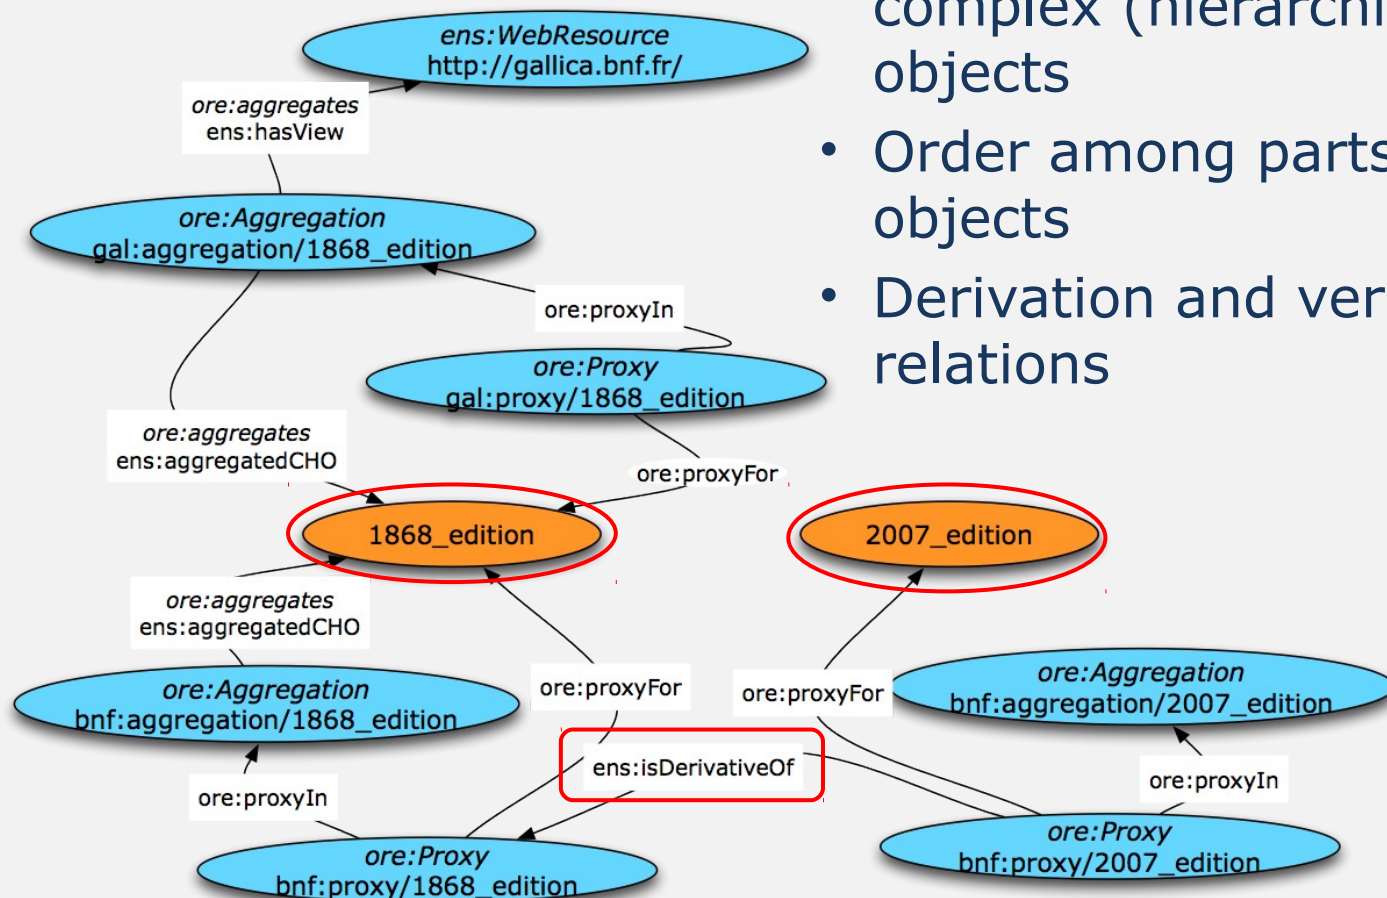 complex (hierarchi
objects
• Order among parts
objects
• Derivation and ver
relations
ens:WebResource
http://gallica.bnf.fr/
ore:aggregates
ens:hasView
ore:Aggregation
gal:aggregation/1868_edition
ore:proxyIn
ore:Proxy
gal:proxy/1868_edition
ore:aggregates
ens:aggregatedCHO
ore:proxyFor
1868_edition
2007_edition
ore:aggregates
ens:aggregatedCHO
ore:Aggregation
bnf:aggregation/1868_edition
ore:proxyFor
ore:proxyFor
ore:Aggregation
bnf:aggregation/2007_edition
ens:isDerivativeOf
ore:proxyIn
ore:proxyIn
ore:Proxy
bnf:proxy/1868_edition
ore:Proxy
bnf:proxy/2007_edition